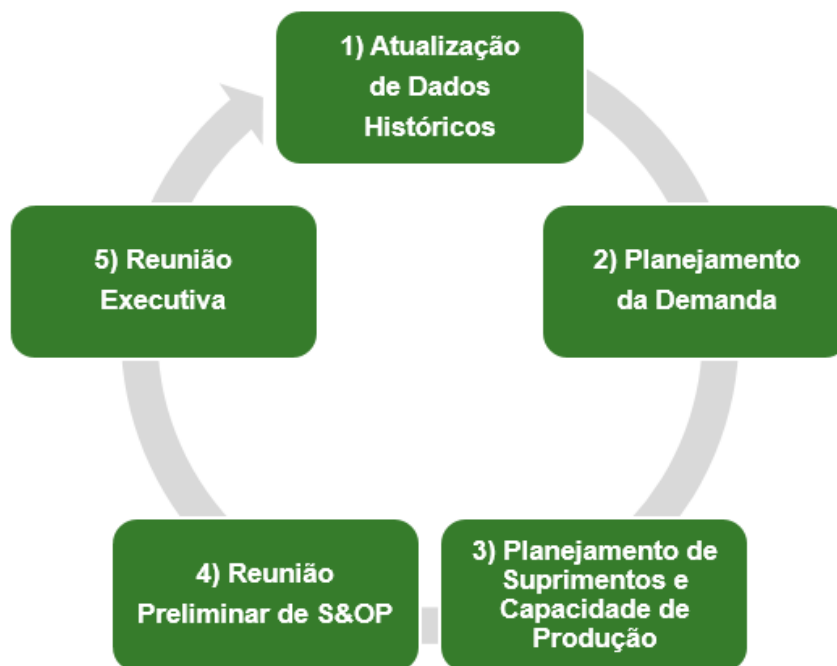 1) Atualização
de Dados
Históricos
2) Planejamento
da Demanda
3) Planejamento de
Suprimentos e
Capacidade de
Produção
4) Reunião
Preliminar de S&OP
5) Reunião
Executiva